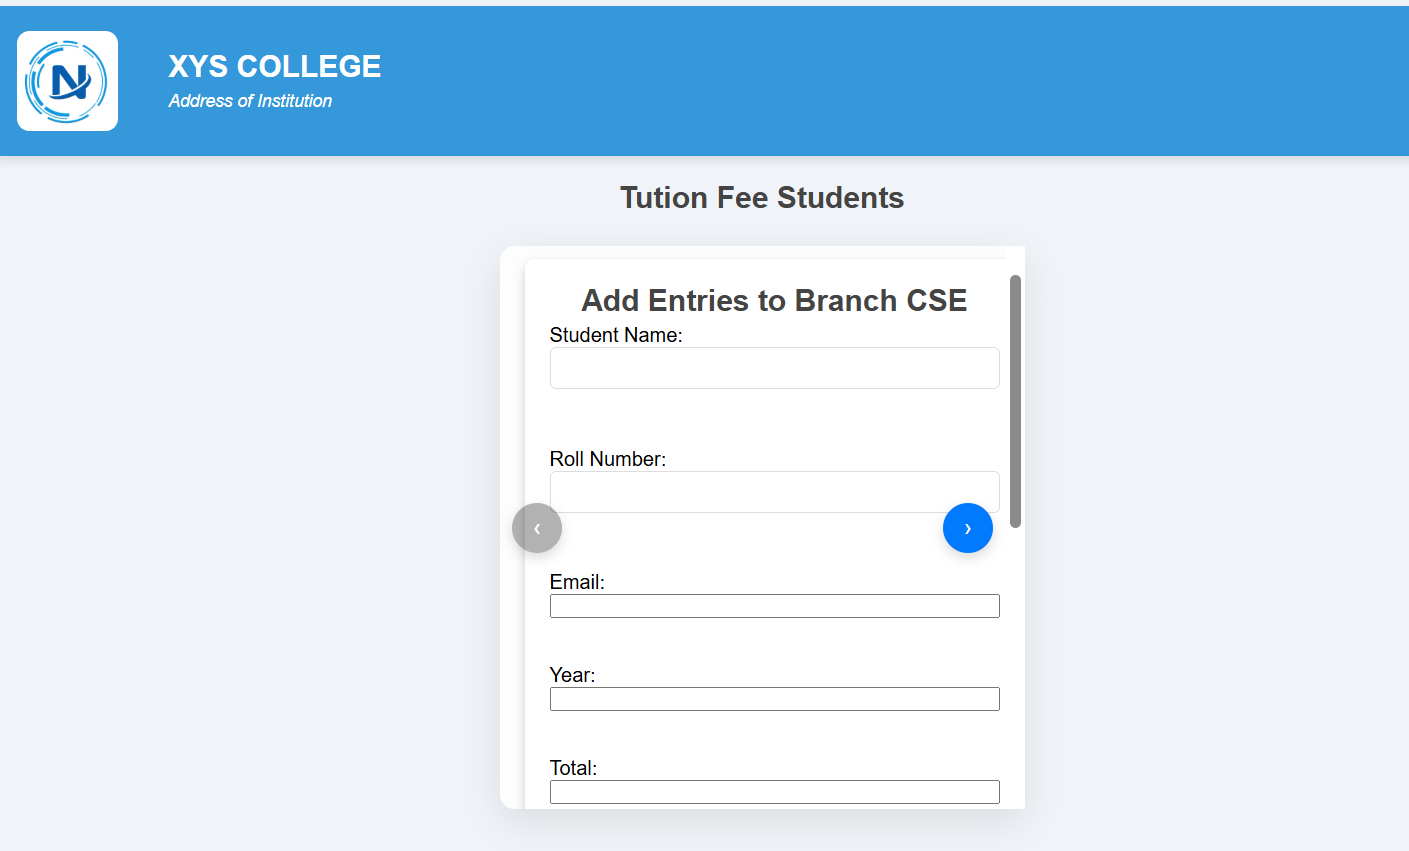 N
XYS COLLEGE
Address of Institution
Tution Fee Students
Add Entries to Branch CSE
Student Name:
Roll Number:
‹ ›
Email:
Year:
Total: